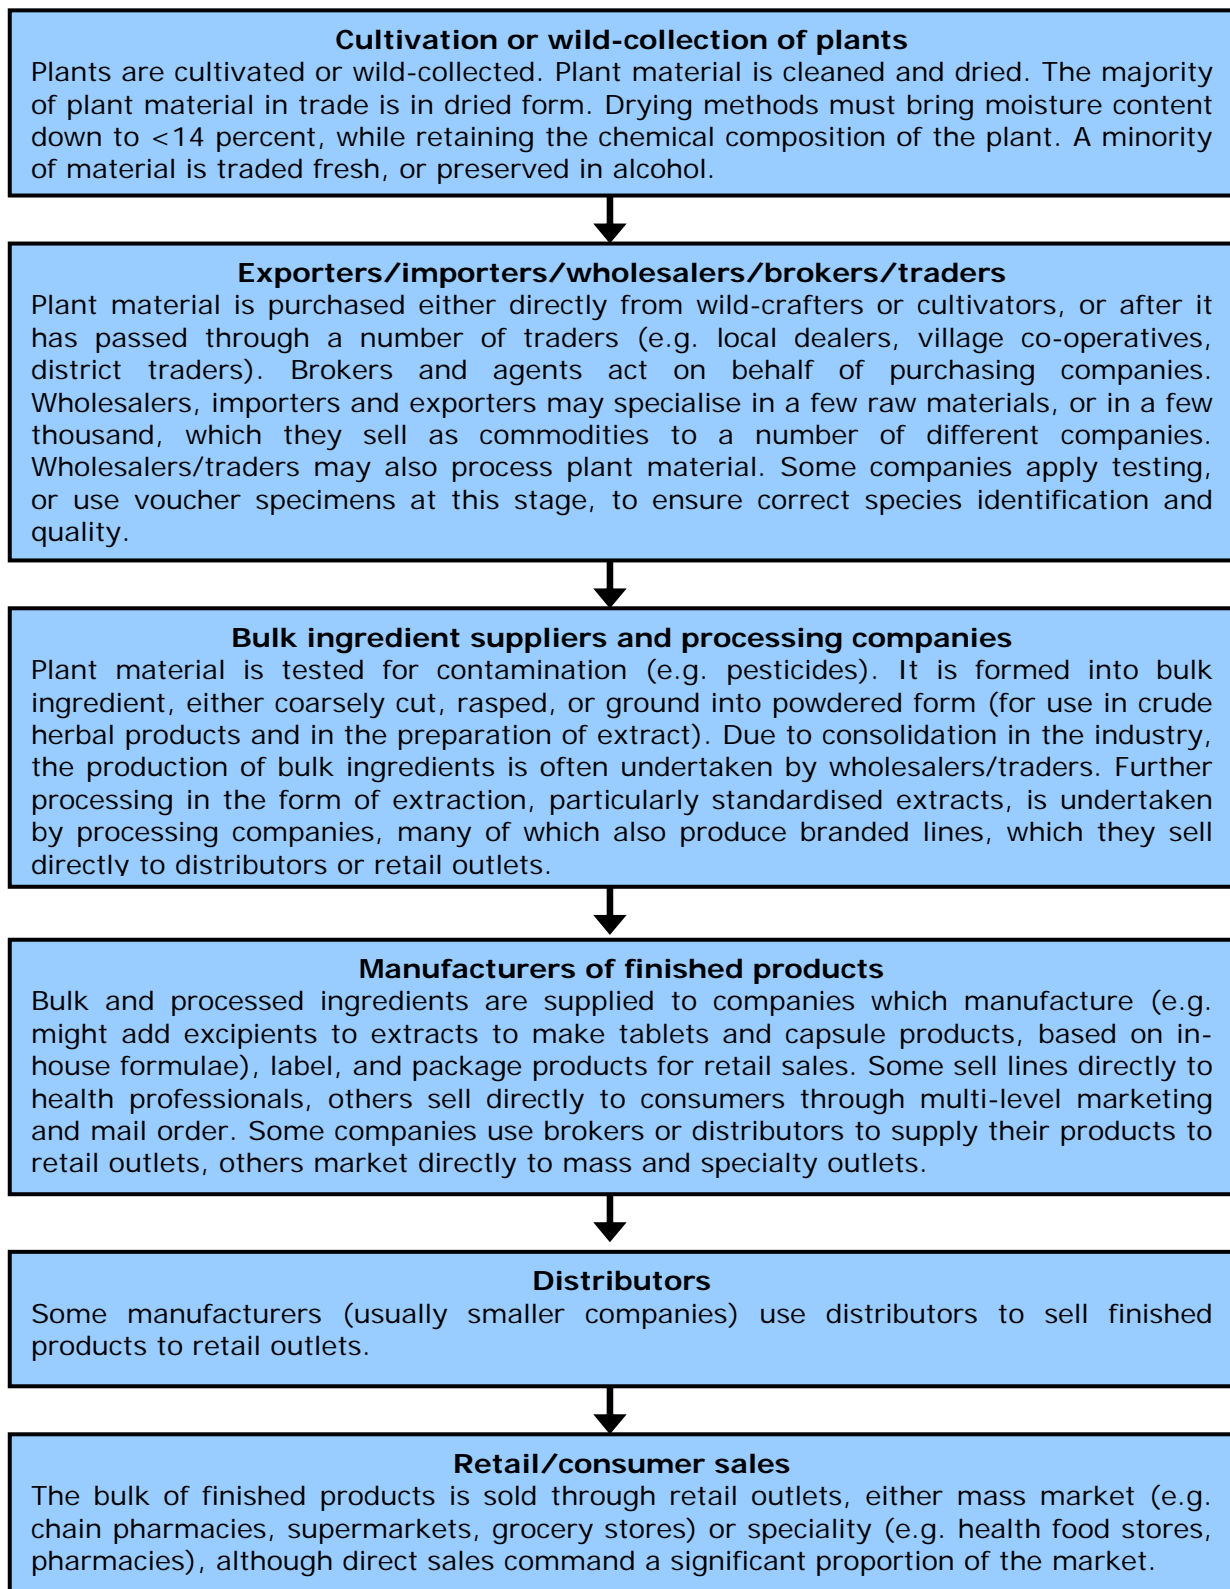 Cultivation or wild-collection of plants
Plants are cultivated or wild-collected. Plant material is cleaned and dried. The majority
of plant material in trade is in dried form. Drying methods must bring moisture content
down to <14 percent, while retaining the chemical composition of the plant. A minority
of material is traded fresh, or preserved in alcohol.
Exporters/importers/wholesalers/brokers/traders
Plant material is purchased either directly from wild-crafters or cultivators, or after it
has passed through a number of traders (e.g. local dealers, village co-operatives,
district traders). Brokers and agents act on behalf of purchasing companies.
Wholesalers, importers and exporters may specialise in a few raw materials, or in a few
thousand, which they sell as commodities to a number of different companies.
Wholesalers/traders may also process plant material. Some companies apply testing,
or use voucher specimens at this stage, to ensure correct species identification and
quality.
Bulk ingredient suppliers and processing companies
Plant material is tested for contamination (e.g. pesticides). It is formed into bulk
ingredient, either coarsely cut, rasped, or ground into powdered form (for use in crude
herbal products and in the preparation of extract). Due to consolidation in the industry,
the production of bulk ingredients is often undertaken by wholesalers/traders. Further
processing in the form of extraction, particularly standardised extracts, is undertaken
by processing companies, many of which also produce branded lines, which they sell
directly to distributors or retail outlets.
Manufacturers of finished products
Bulk and processed ingredients are supplied to companies which manufacture (e.g.
might add excipients to extracts to make tablets and capsule products, based on in-
house formulae), label, and package products for retail sales. Some sell lines directly to
health professionals, others sell directly to consumers through multi-level marketing
and mail order. Some companies use brokers or distributors to supply their products to
retail outlets, others market directly to mass and specialty outlets.
Distributors
Some manufacturers (usually smaller companies) use distributors to sell finished
products to retail outlets.
Retail/consumer sales
The bulk of finished products is sold through retail outlets, either mass market (e.g.
chain pharmacies, supermarkets, grocery stores) or speciality (e.g. health food stores,
pharmacies), although direct sales command a significant proportion of the market.